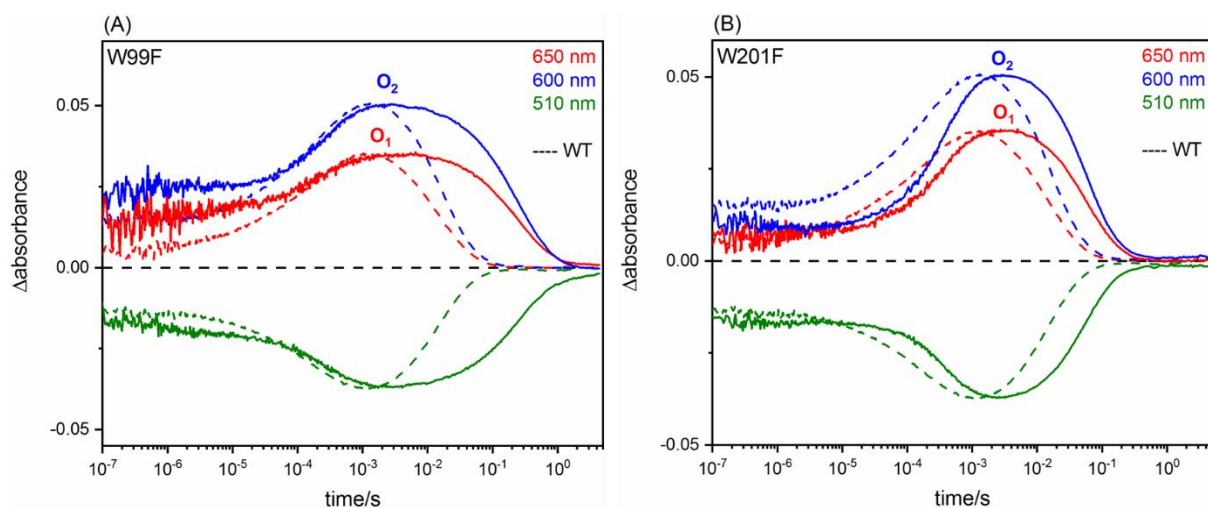 (A)
W99F
650 nm
600 nm
510 nm
--- WT
O2
O1
0.05
0.00
-0.05
Δabsorbance
10-7 10-6 10-5 10-4 10-3 10-2 10-1 100
time/s
(B)
W201F
650 nm
600 nm
510 nm
--- WT
O2
O1
0.05
0.00
-0.05
Δabsorbance
10-7 10-6 10-5 10-4 10-3 10-2 10-1 100
time/s